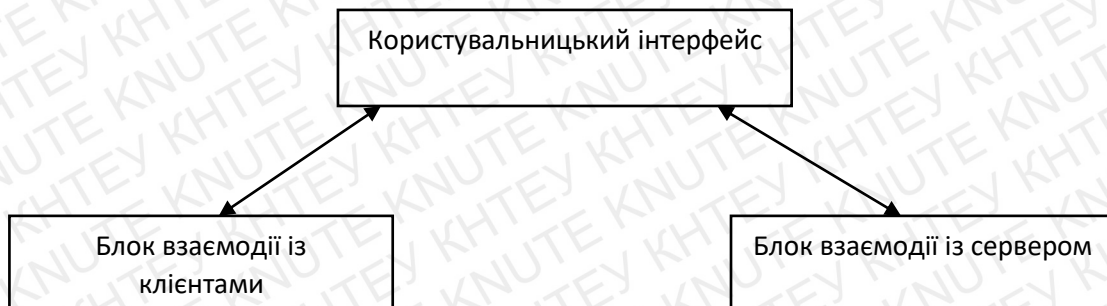 Користувальницький інтерфейс
Блок взаємодії із
клієнтами
Блок взаємодії із сервером